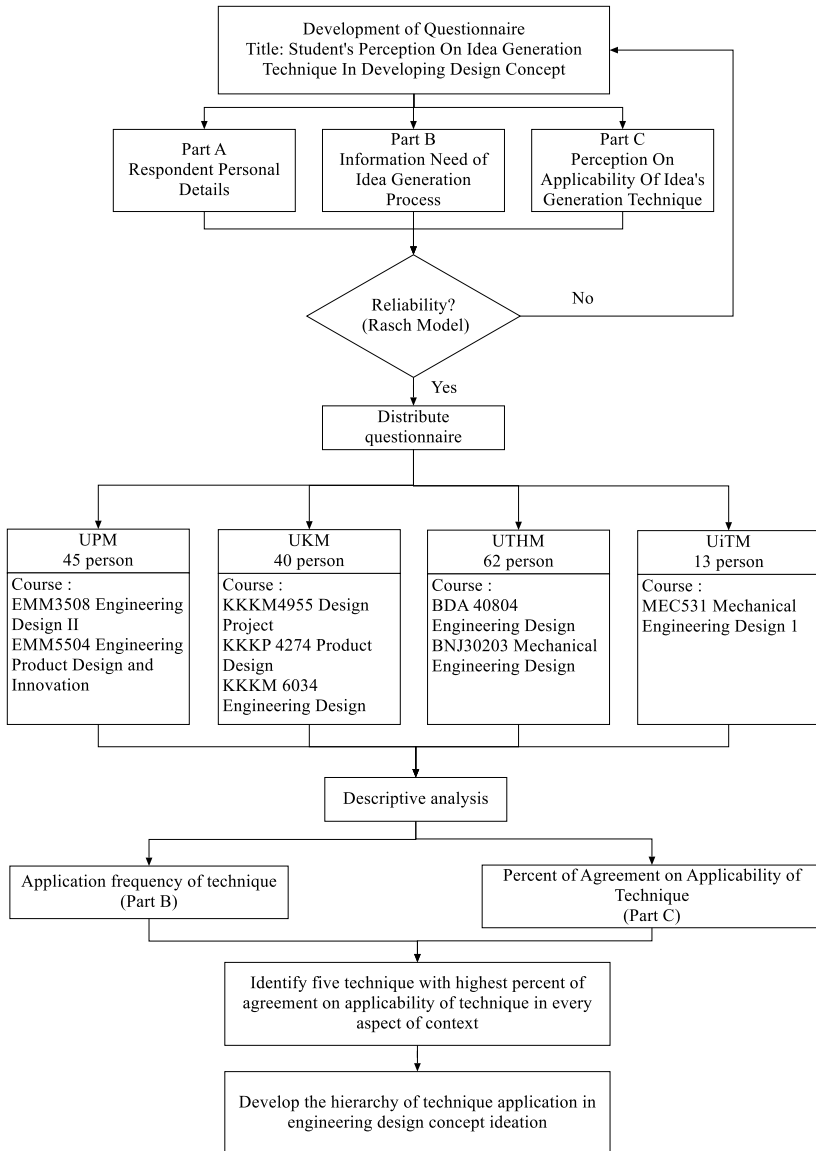 Development of Questionnaire
Title: Student's Perception On Idea Generation
Technique In Developing Design Concept
Part A
Respondent Personal
Details
Part B
Information Need of
Idea Generation
Process
Part C
Perception On
Applicability Of Idea's
Generation Technique
Reliability?
(Rasch Model)
No
Yes
Distribute
questionnaire
UPM
45 person
Course :
EMM3508 Engineering
Design II
EMM5504 Engineering
Product Design and
Innovation
UKM
40 person
Course :
KKKM4955 Design
Project
KKKP 4274 Product
Design
KKKM 6034
Engineering Design
UTHM
62 person
Course :
BDA 40804
Engineering Design
BNJ30203 Mechanical
Engineering Design
UiTM
13 person
Course :
MEC531 Mechanical
Engineering Design 1
Descriptive analysis
Application frequency of technique
(Part B)
Percent of Agreement on Applicability of
Technique
(Part C)
Identify five technique with highest percent of
agreement on applicability of technique in every
aspect of context
Develop the hierarchy of technique application in
engineering design concept ideation